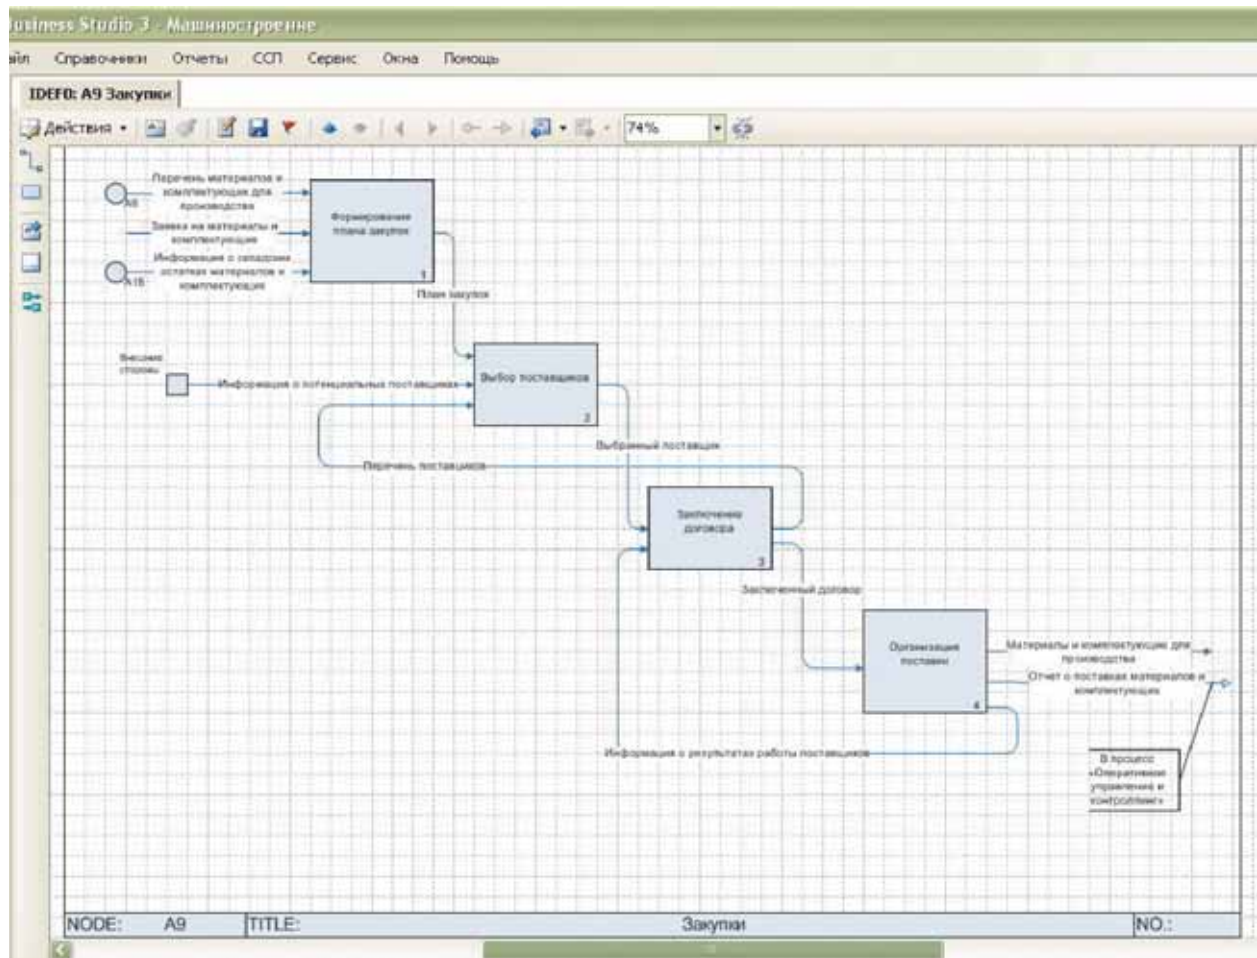 Business Studio 3 - Машиностроение
айл Справочники Отчеты ССП Сервис Окна Помощь
IDEF0: A9 Закупки
Действия
74%
Перечень материалов и
комплектующих для
производства
A6
Заявка на материалы и
комплектующие
Информация о складских
остатках материалов и
комплектующих
Формирование
плана закупок
1
План закупок
Внешние
стороны
Информация о потенциальных поставщиках
Выбор поставщиков
2
Выбранный поставщик
Перечень поставщиков
Заключение
договора
3
Заключенный договор
Организация
поставки
4
Материалы и комплектующие для
производства
Отчет о поставках материалов и
комплектующих
Информация о результатах работы поставщиков
В процесс
«Оперативное
управление и
контроллинг»
NODE: A9 TITLE: Закупки NO.: